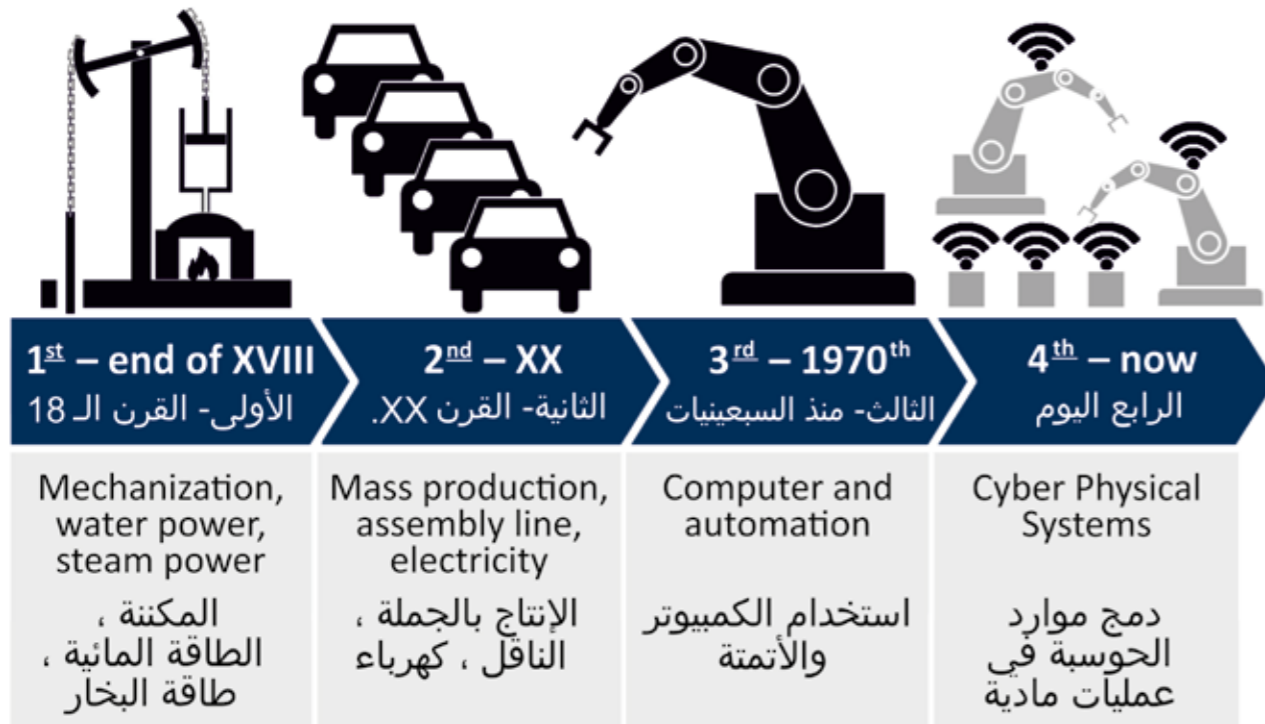 1st – end of XVIII
الأولى- القرن الـ 18
2nd – XX
الثانية- القرن XX.
3rd – 1970th
الثالث- منذ السبعينيات
4th – now
الرابع اليوم
Mechanization,
water power,
steam power
المكننة ،
الطاقة المائية ،
طاقة البخار
Mass production,
assembly line,
electricity
الإنتاج بالجملة ،
الناقل ، كهرباء
Computer and
automation
استخدام الكمبيوتر
والأتمتة
Cyber Physical
Systems
دمج موارد
الحوسبة في
عمليات مادية